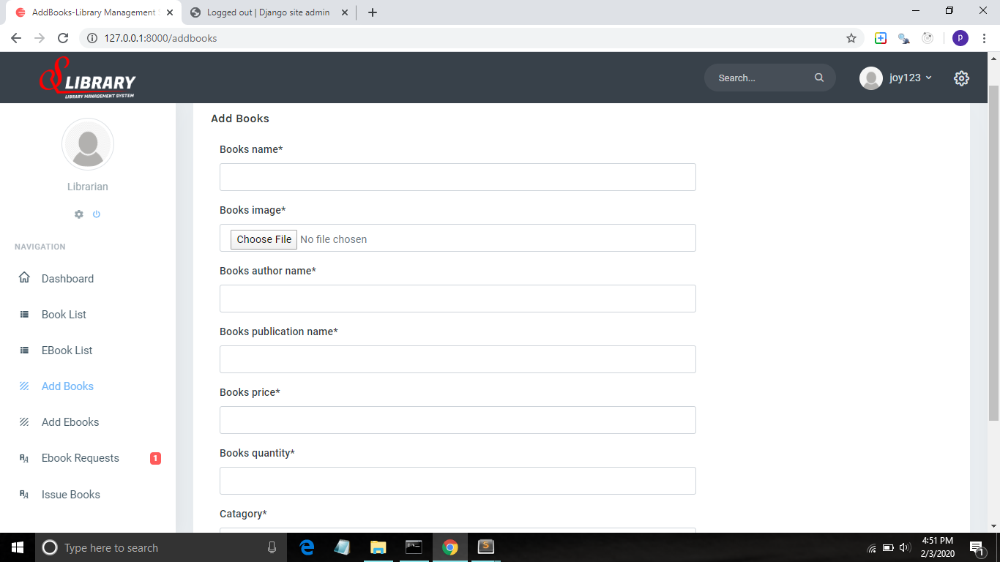 AddBooks-Library Management
Logged out | Django site admin
127.0.0.1:8000/addbooks
P
S LIBRARY
LIBRARY MANAGEMENT SYSTEM
Search...
joy123
Librarian
NAVIGATION
Dashboard
Book List
EBook List
Add Books
Add Ebooks
Ebook Requests
1
Issue Books
Add Books
Books name*
Books image*
Choose File No file chosen
Books author name*
Books publication name*
Books price*
Books quantity*
Catagory*
Type here to search
4:51 PM
2/3/2020
1